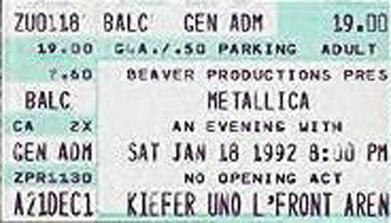 ZU0118 BALC GEN ADM 19.00
19.00 G.A./.50 PARKING ADULT
7.60 BEAVER PRODUCTIONS PRES
BALC METALLICA
CA 2X AN EVENING WITH
GEN ADM SAT JAN 18 1992 8:00 PM
ZPR1130 NO OPENING ACT
A21DEC1 KIEFER UNO L'FRONT AREN